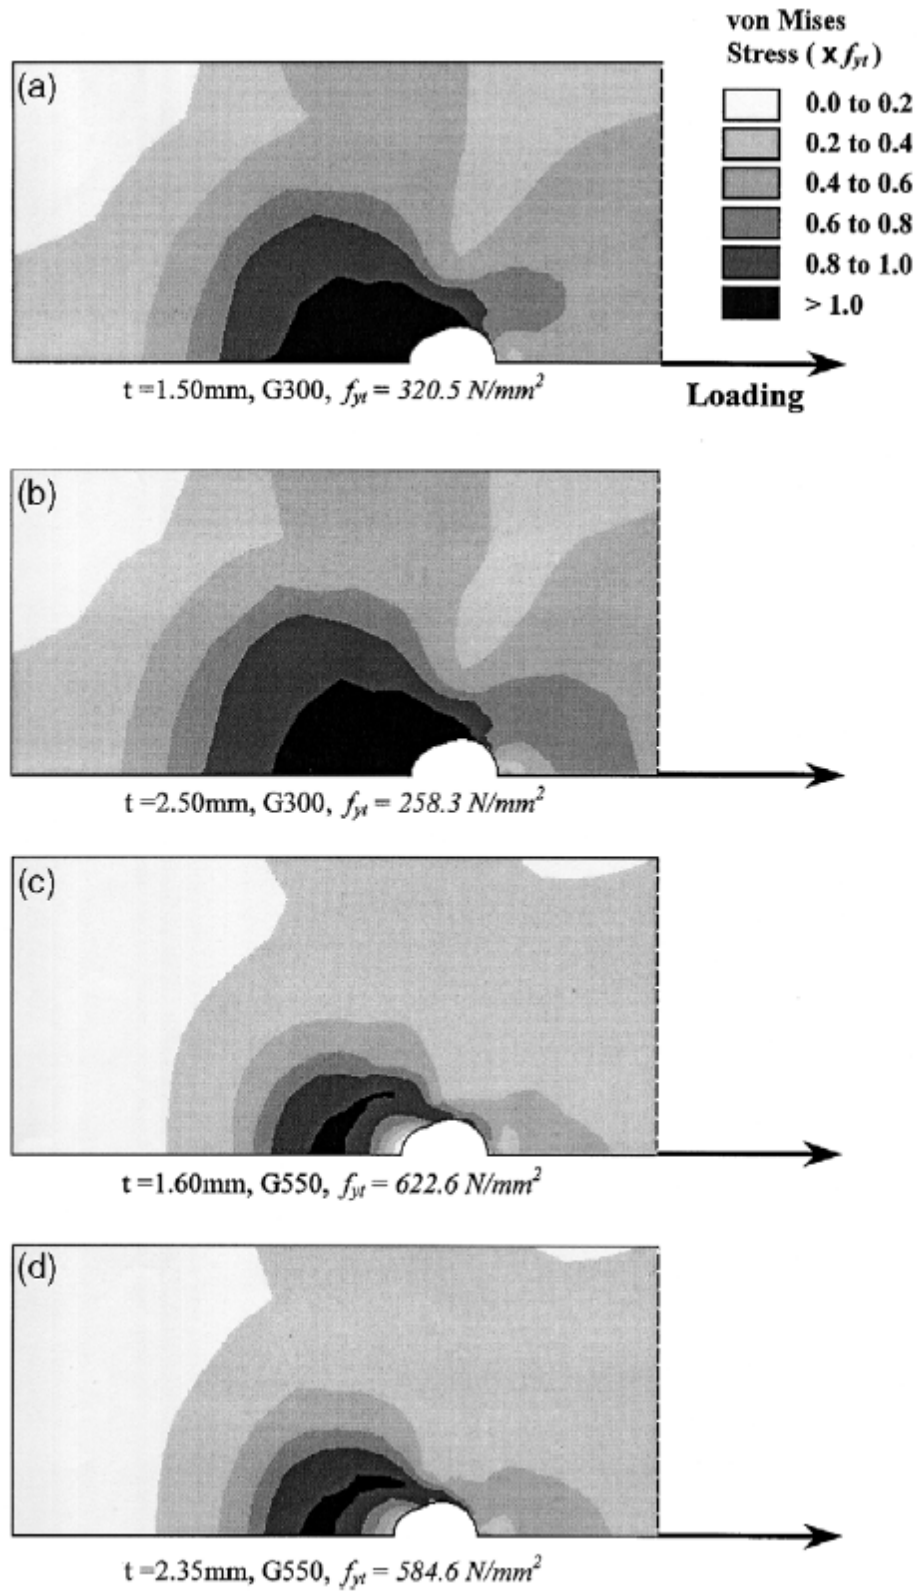 von Mises
Stress ( x fyt )
0.0 to 0.2
0.2 to 0.4
0.4 to 0.6
0.6 to 0.8
0.8 to 1.0
> 1.0
(a)
t =1.50mm, G300, fyt = 320.5 N/mm²
Loading
(b)
t =2.50mm, G300, fyt = 258.3 N/mm²
(c)
t =1.60mm, G550, fyt = 622.6 N/mm²
(d)
t =2.35mm, G550, fyt = 584.6 N/mm²